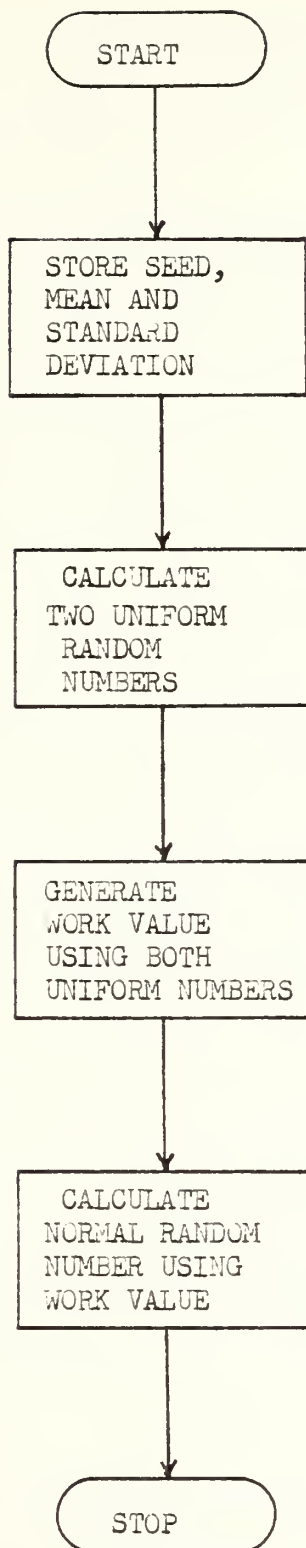 START
STORE SEED,
MEAN AND
STANDARD
DEVIATION
CALCULATE
TWO UNIFORM
RANDOM
NUMBERS
GENERATE
WORK VALUE
USING BOTH
UNIFORM NUMBERS
CALCULATE
NORMAL RANDOM
NUMBER USING
WORK VALUE
STOP